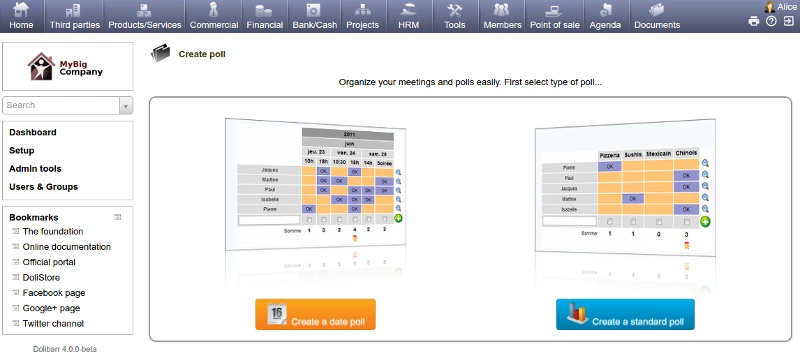 Home Third parties Products/Services Commercial Financial Bank/Cash Projects HRM Tools Members Point of sale Agenda Documents
Alice
MyBig
Company
Search
Dashboard
Setup
Admin tools
Users & Groups
Bookmarks
The foundation
Online documentation
Official portal
DoliStore
Facebook page
Google+ page
Twitter channel
Dolibarr 4.0.0-beta
Create poll
Organize your meetings and polls easily. First select type of poll...
2011
juin
jeu. 23 ven. 24 sam. 25
10h 18h 10:30 18h 14h Soirée
Jacques OK OK
Martine OK OK OK
Paul OK OK OK OK
Isabelle OK OK OK OK
Pierre OK OK
Somme 1 3 2 4 2 2
16
Create a date poll
Pizzeria Sushis Mexicain Chinois
Pierre OK
Paul OK
Jacques OK
Martine OK
Isabelle OK
Somme 1 1 0 3
Create a standard poll